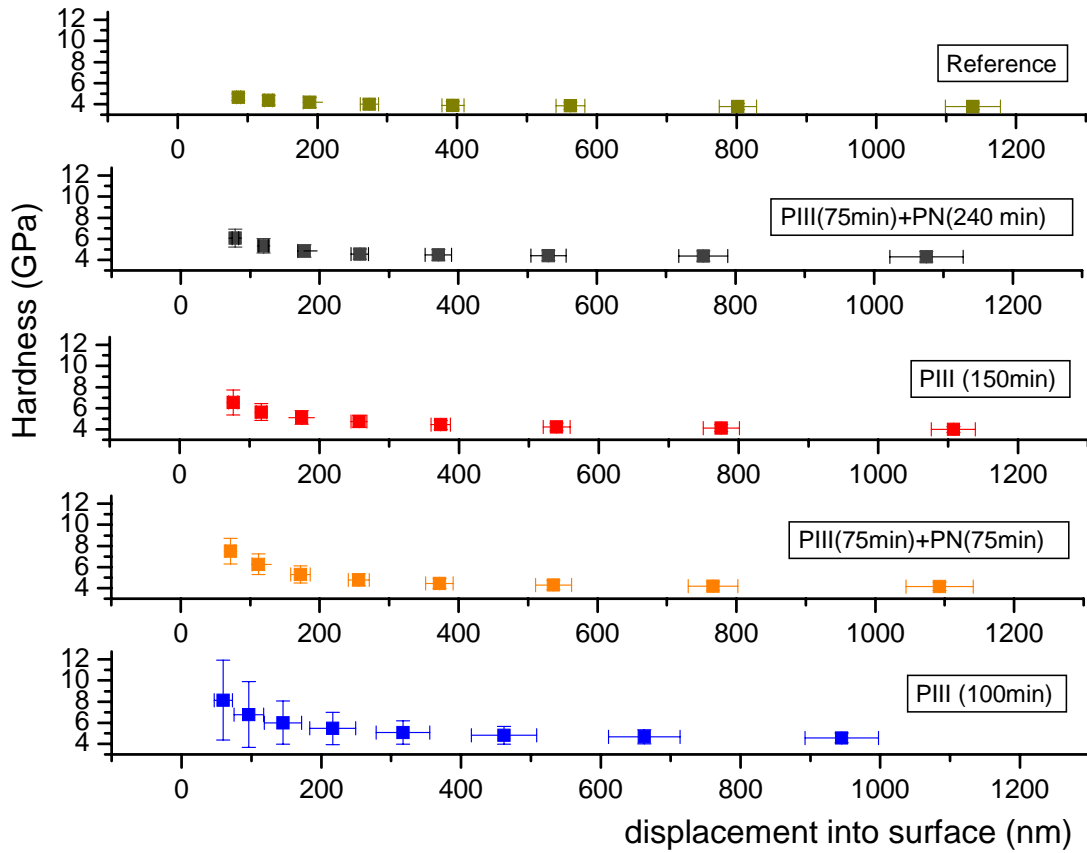 Hardness (GPa)
12
10
8
6
4
Reference
0 200 400 600 800 1000 1200
12
10
8
6
4
PIII(75min)+PN(240 min)
0 200 400 600 800 1000 1200
12
10
8
6
4
PIII (150min)
0 200 400 600 800 1000 1200
12
10
8
6
4
PIII(75min)+PN(75min)
0 200 400 600 800 1000 1200
12
10
8
6
4
PIII (100min)
0 200 400 600 800 1000 1200
displacement into surface (nm)